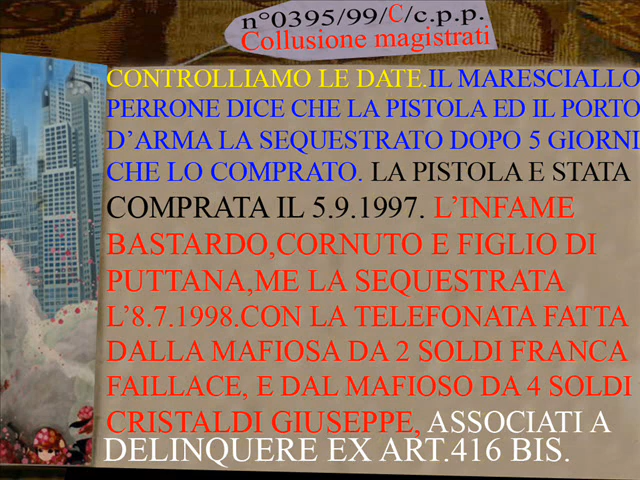 n°0395/99/C/c.p.p.
Collusione magistrati
CONTROLLIAMO LE DATE.IL MARESCIALLO
PERRONE DICE CHE LA PISTOLA ED IL PORTO
D’ARMA LA SEQUESTRATO DOPO 5 GIORNI
CHE LO COMPRATO. LA PISTOLA E STATA
COMPRATA IL 5.9.1997. L’INFAME
BASTARDO,CORNUTO E FIGLIO DI
PUTTANA,ME LA SEQUESTRATA
L’8.7.1998.CON LA TELEFONATA FATTA
DALLA MAFIOSA DA 2 SOLDI FRANCA
FAILLACE, E DAL MAFIOSO DA 4 SOLDI
CRISTALDI GIUSEPPE, ASSOCIATI A
DELINQUERE EX ART.416 BIS.